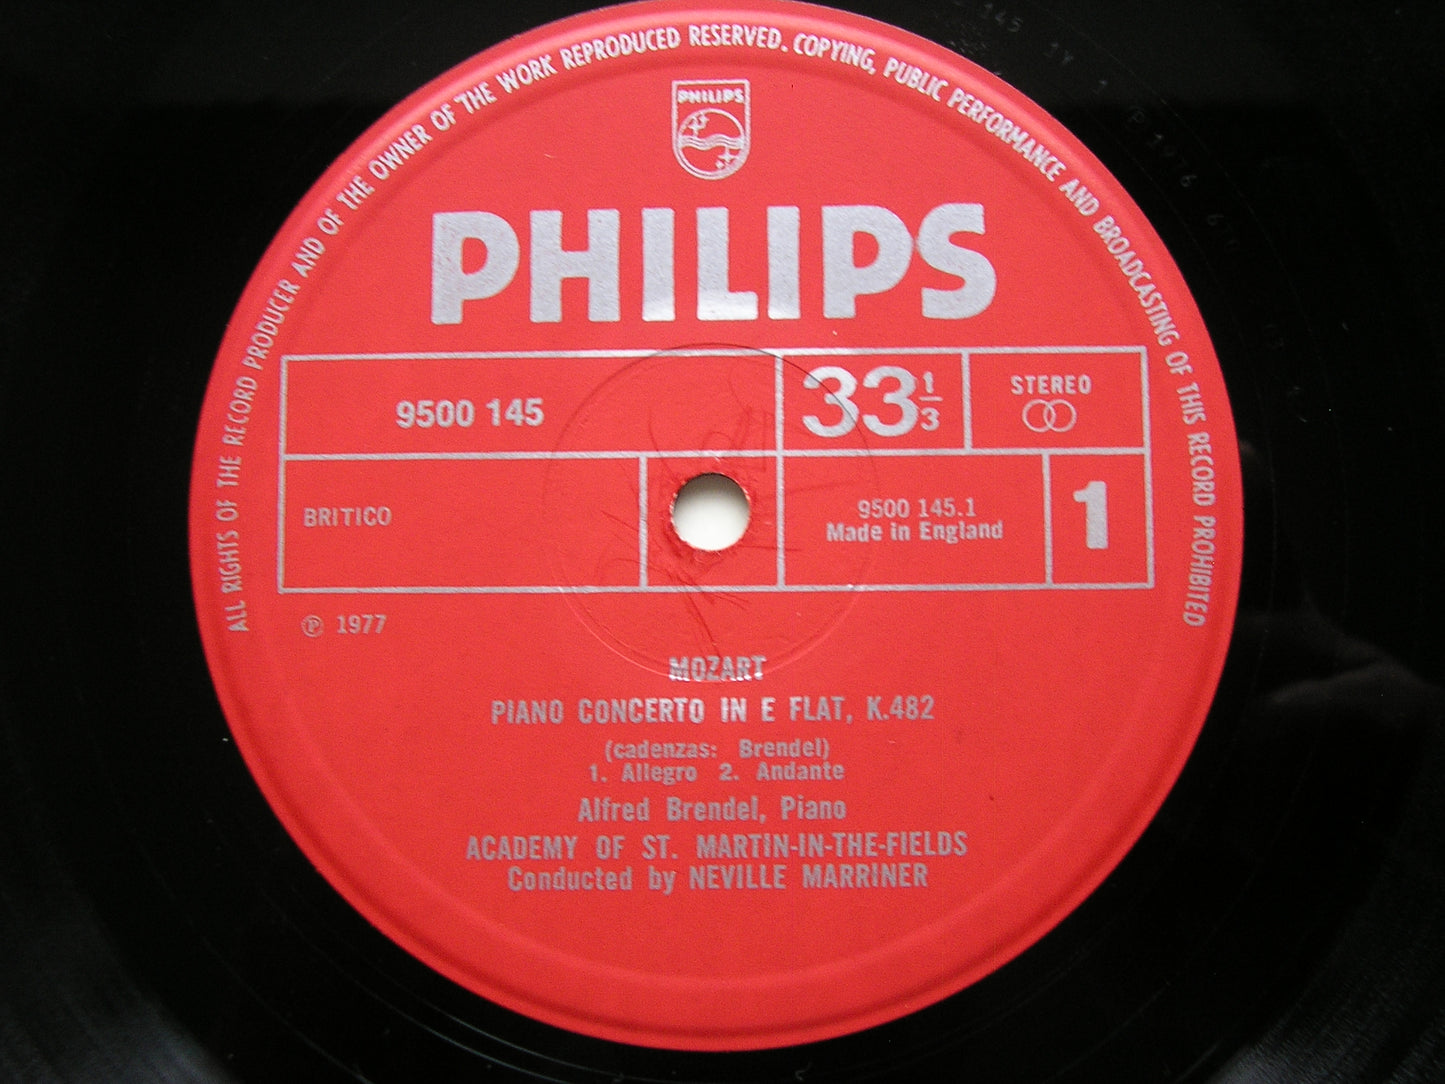 ALL RIGHTS OF THE RECORD PRODUCER AND OF THE OWNER OF THE WORK REPRODUCED RESERVED. COPYING, PUBLIC PERFORMANCE AND BROADCASTING OF THIS RECORD PROHIBITED
PHILIPS
PHILIPS
9500 145
33 1/3
STEREO
BRITICO
9500 145.1
Made in England
1
℗ 1977
MOZART
PIANO CONCERTO IN E FLAT, K.482
(cadenzas: Brendel)
1. Allegro 2. Andante
Alfred Brendel, Piano
ACADEMY OF ST. MARTIN-IN-THE-FIELDS
Conducted by NEVILLE MARRINER